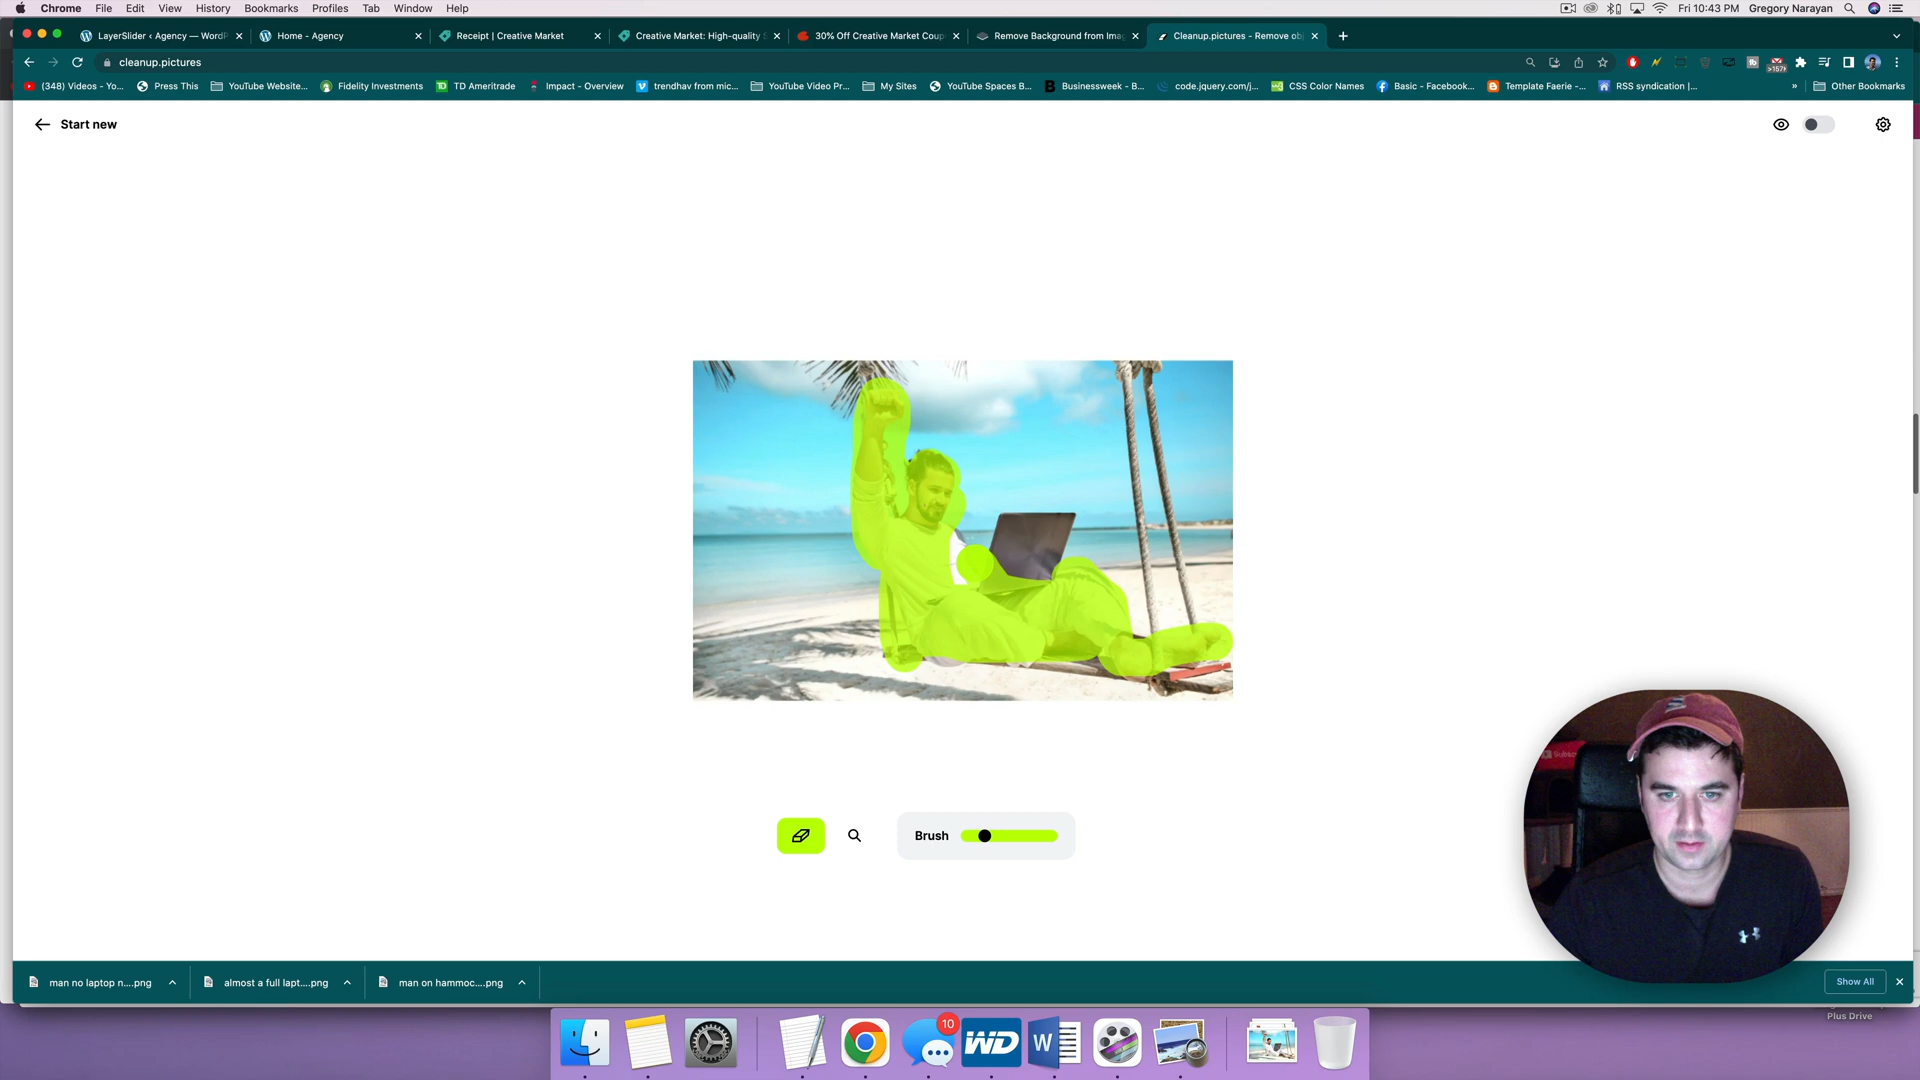 Chrome File Edit View History Bookmarks Profiles Tab Window Help
Fri 10:43 PM Gregory Narayan
LayerSlider ‹ Agency — WordP
Home - Agency
Receipt | Creative Market
Creative Market: High-quality S
30% Off Creative Market Coup
Remove Background from Imag
Cleanup.pictures - Remove obj
cleanup.pictures
>157k
(348) Videos - Yo...
Press This
YouTube Website...
Fidelity Investments
TD Ameritrade
Impact - Overview
trendhav from mic...
YouTube Video Pr...
My Sites
YouTube Spaces B...
Businessweek - B...
code.jquery.com/j...
CSS Color Names
Basic - Facebook...
Template Faerie -...
RSS syndication |...
»
Other Bookmarks
Start new
Brush
man no laptop n....png
almost a full lapt....png
man on hammoc....png
Show All
10
WD
W
Plus Drive